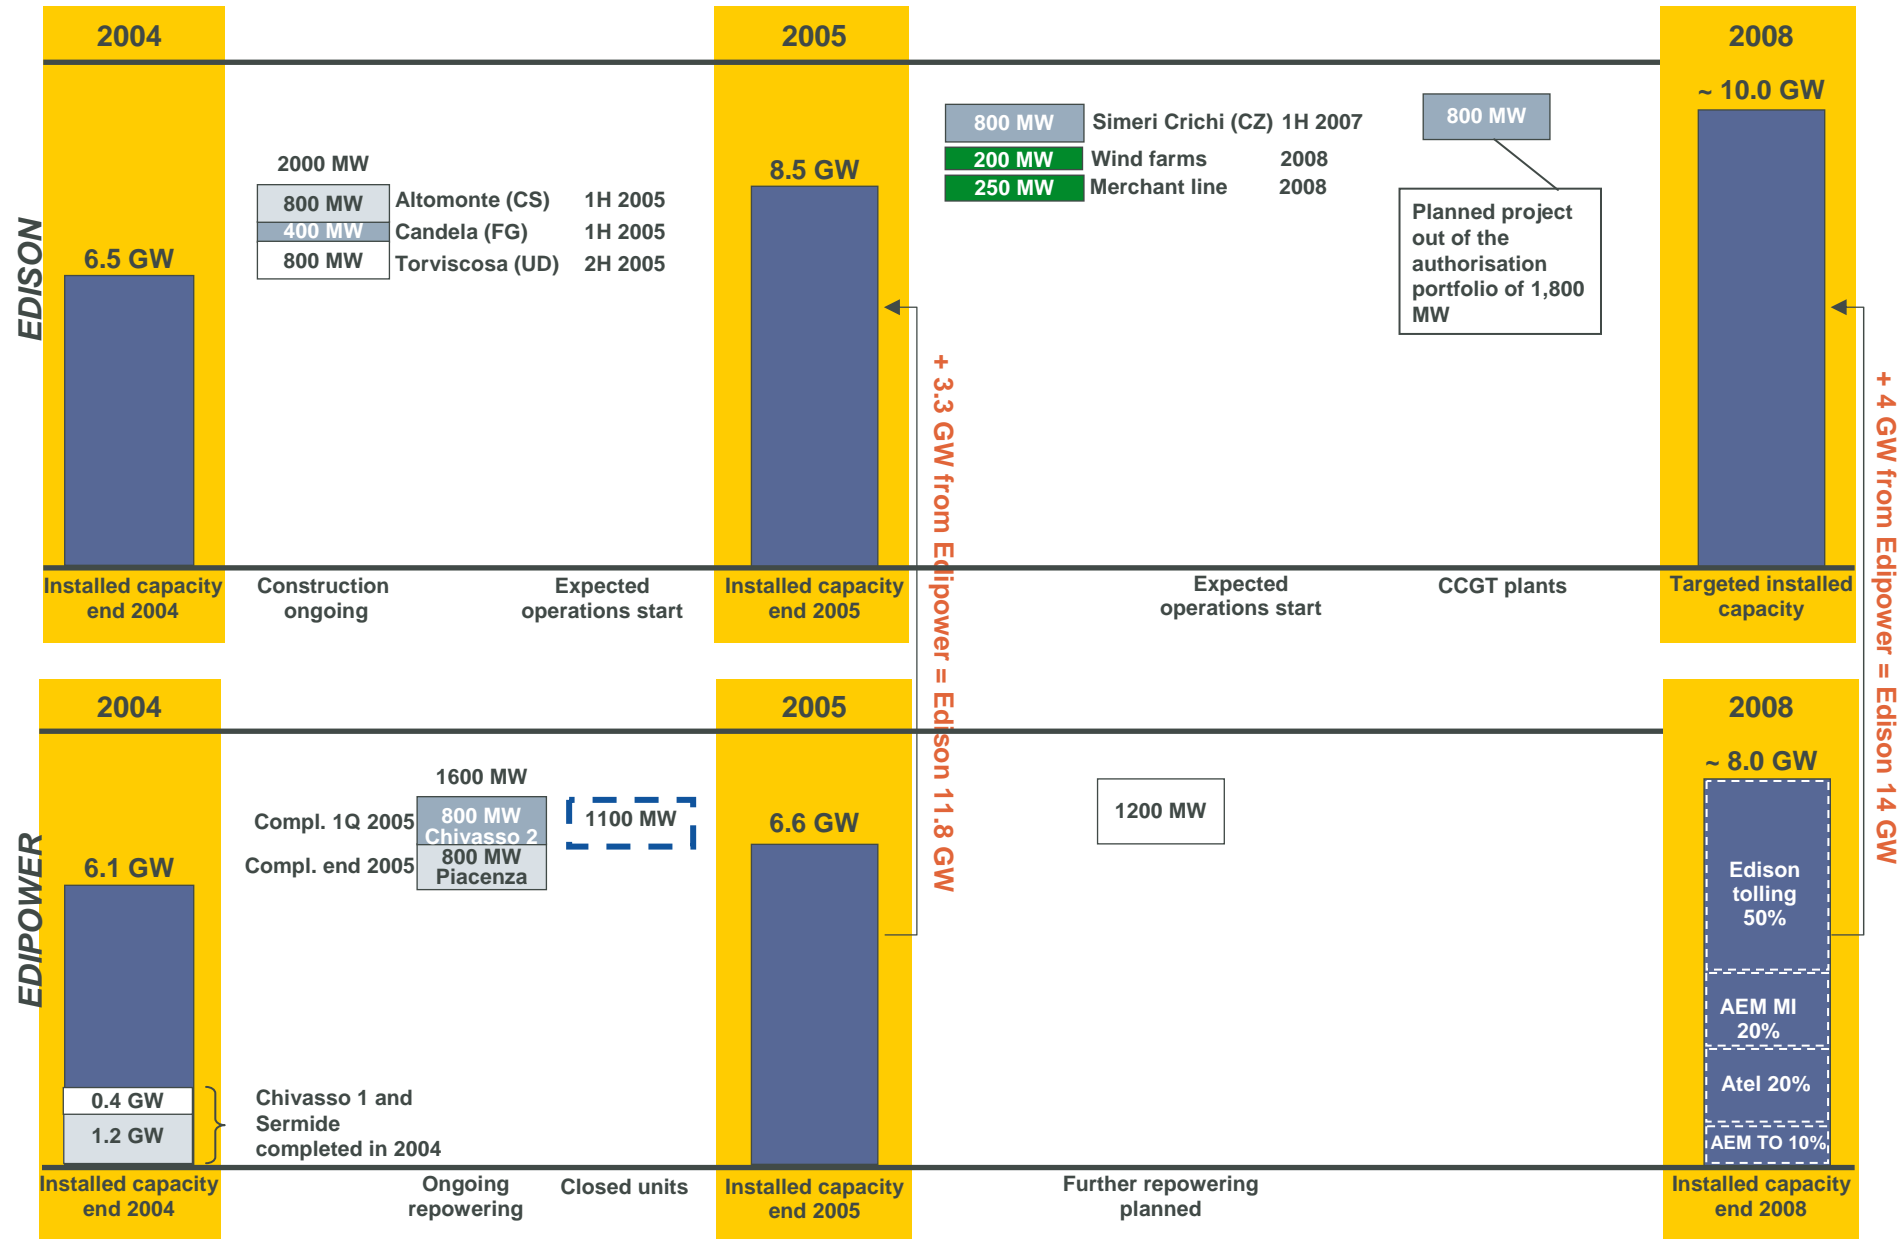 2004
2005
2008
EDISON
6.5 GW
2000 MW
800 MW Altomonte (CS) 1H 2005
400 MW Candela (FG) 1H 2005
800 MW Torviscosa (UD) 2H 2005
8.5 GW
800 MW Simeri Crichi (CZ) 1H 2007
200 MW Wind farms 2008
250 MW Merchant line 2008
800 MW
Planned project
out of the
authorisation
portfolio of 1,800
MW
~ 10.0 GW
+ 3.3 GW from Edipower = Edison 11.8 GW
+ 4 GW from Edipower = Edison 14 GW
Installed capacity
end 2004
Construction
ongoing
Expected
operations start
Installed capacity
end 2005
Expected
operations start
CCGT plants
Targeted installed
capacity
2004
2005
2008
EDIPOWER
6.1 GW
0.4 GW
1.2 GW
Chivasso 1 and
Sermide
completed in 2004
1600 MW
Compl. 1Q 2005
800 MW
Chivasso 2
Compl. end 2005
800 MW
Piacenza
1100 MW
6.6 GW
1200 MW
~ 8.0 GW
Edison
tolling
50%
AEM MI
20%
Atel 20%
AEM TO 10%
Installed capacity
end 2004
Ongoing
repowering
Closed units
Installed capacity
end 2005
Further repowering
planned
Installed capacity
end 2008